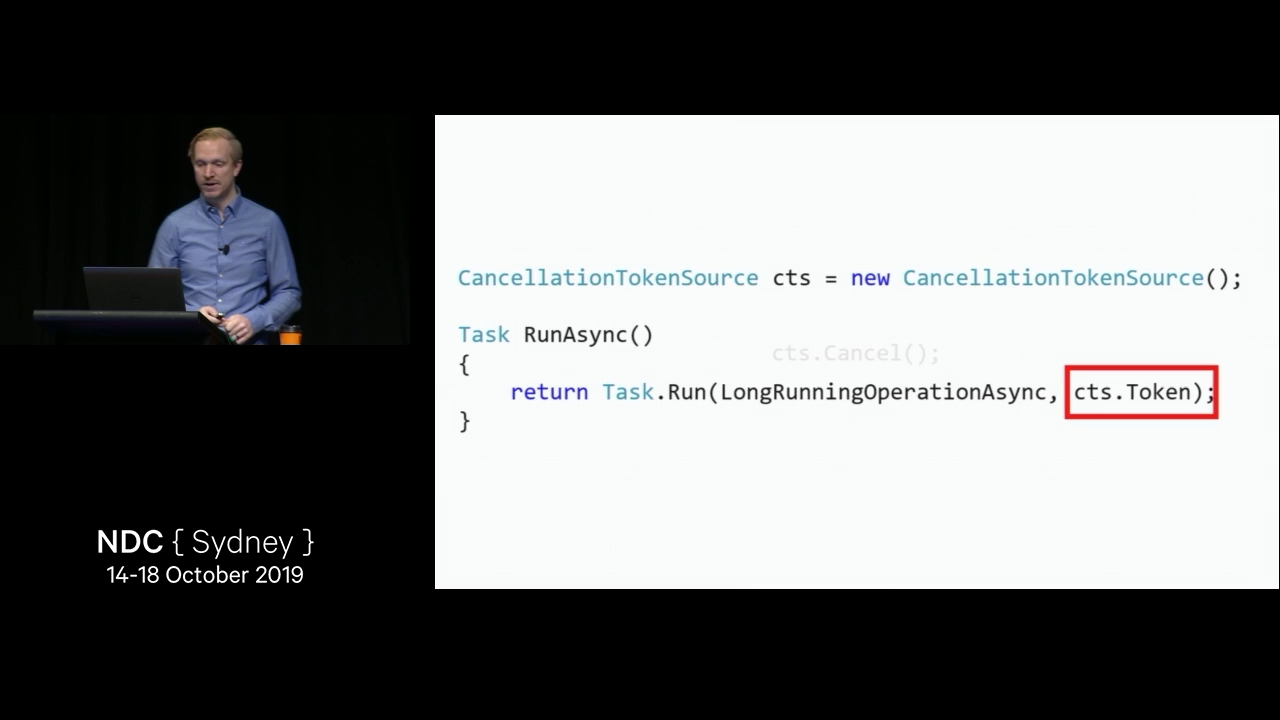 CancellationTokenSource cts = new CancellationTokenSource();
Task RunAsync()
cts.Cancel();
{
return Task.Run(LongRunningOperationAsync, cts.Token);
}
NDC { Sydney }
14-18 October 2019